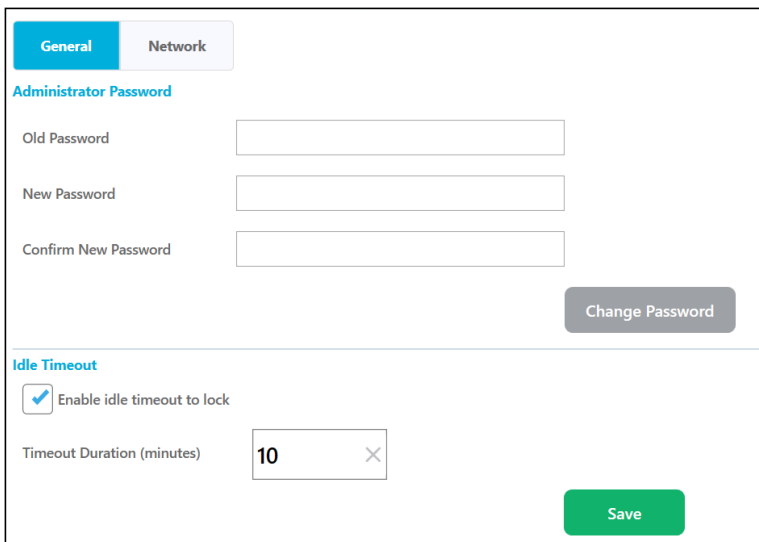 General Network
Administrator Password
Old Password
New Password
Confirm New Password
Change Password
Idle Timeout
Enable idle timeout to lock
Timeout Duration (minutes) 10
Save